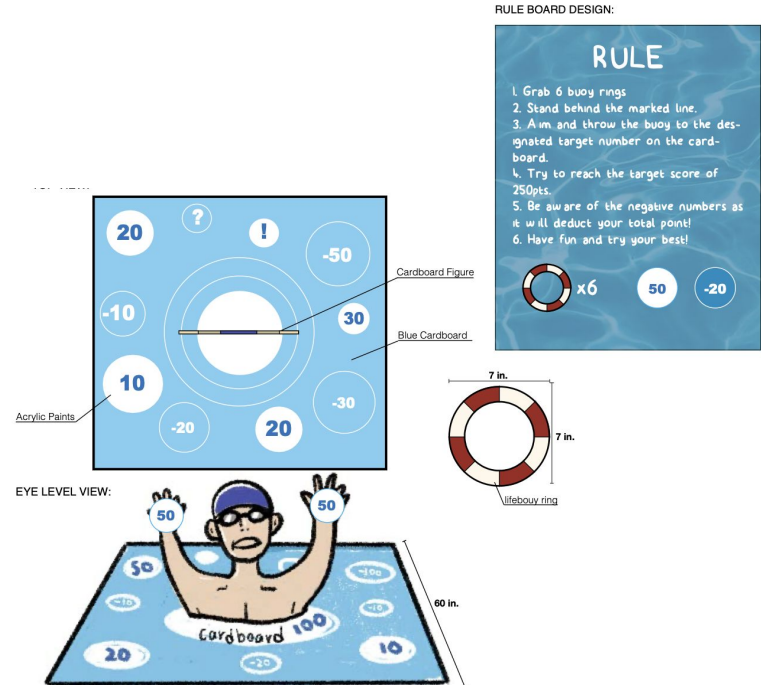 RULE BOARD DESIGN:
RULE
1. Grab 6 buoy rings
2. Stand behind the marked line.
3. Aim and throw the buoy to the des-
ignated target number on the card-
board.
4. Try to reach the target score of
250pts.
5. Be aware of the negative numbers as
it will deduct your total point!
6. Have fun and try your best!
x6
50
-20
20
?
!
-50
-10
30
10
-30
-20
20
Cardboard Figure
Blue Cardboard
Acrylic Paints
7 in.
7 in.
lifebouy ring
EYE LEVEL VIEW:
50
50
50
-100
-10
-10
cardboard 100
20
-20
10
60 in.